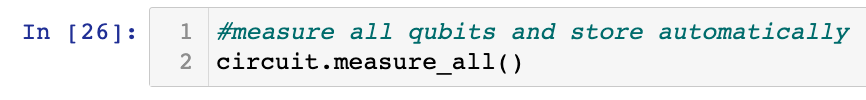 In [26]: 1 #measure all qubits and store automatically
2 circuit.measure_all()